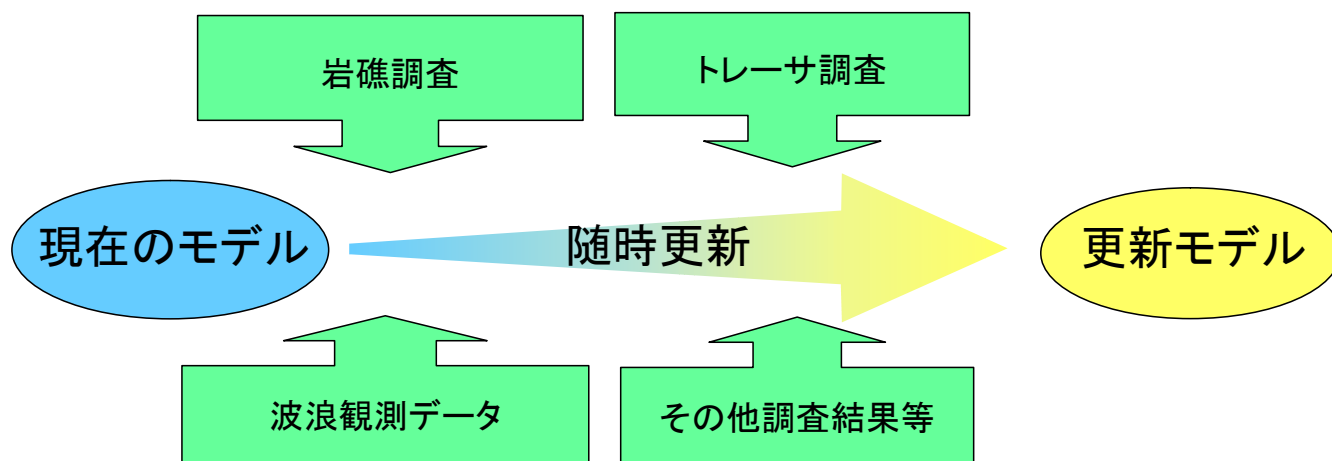 岩礁調査
トレーサ調査
現在のモデル
随時更新
更新モデル
波浪観測データ
その他調査結果等